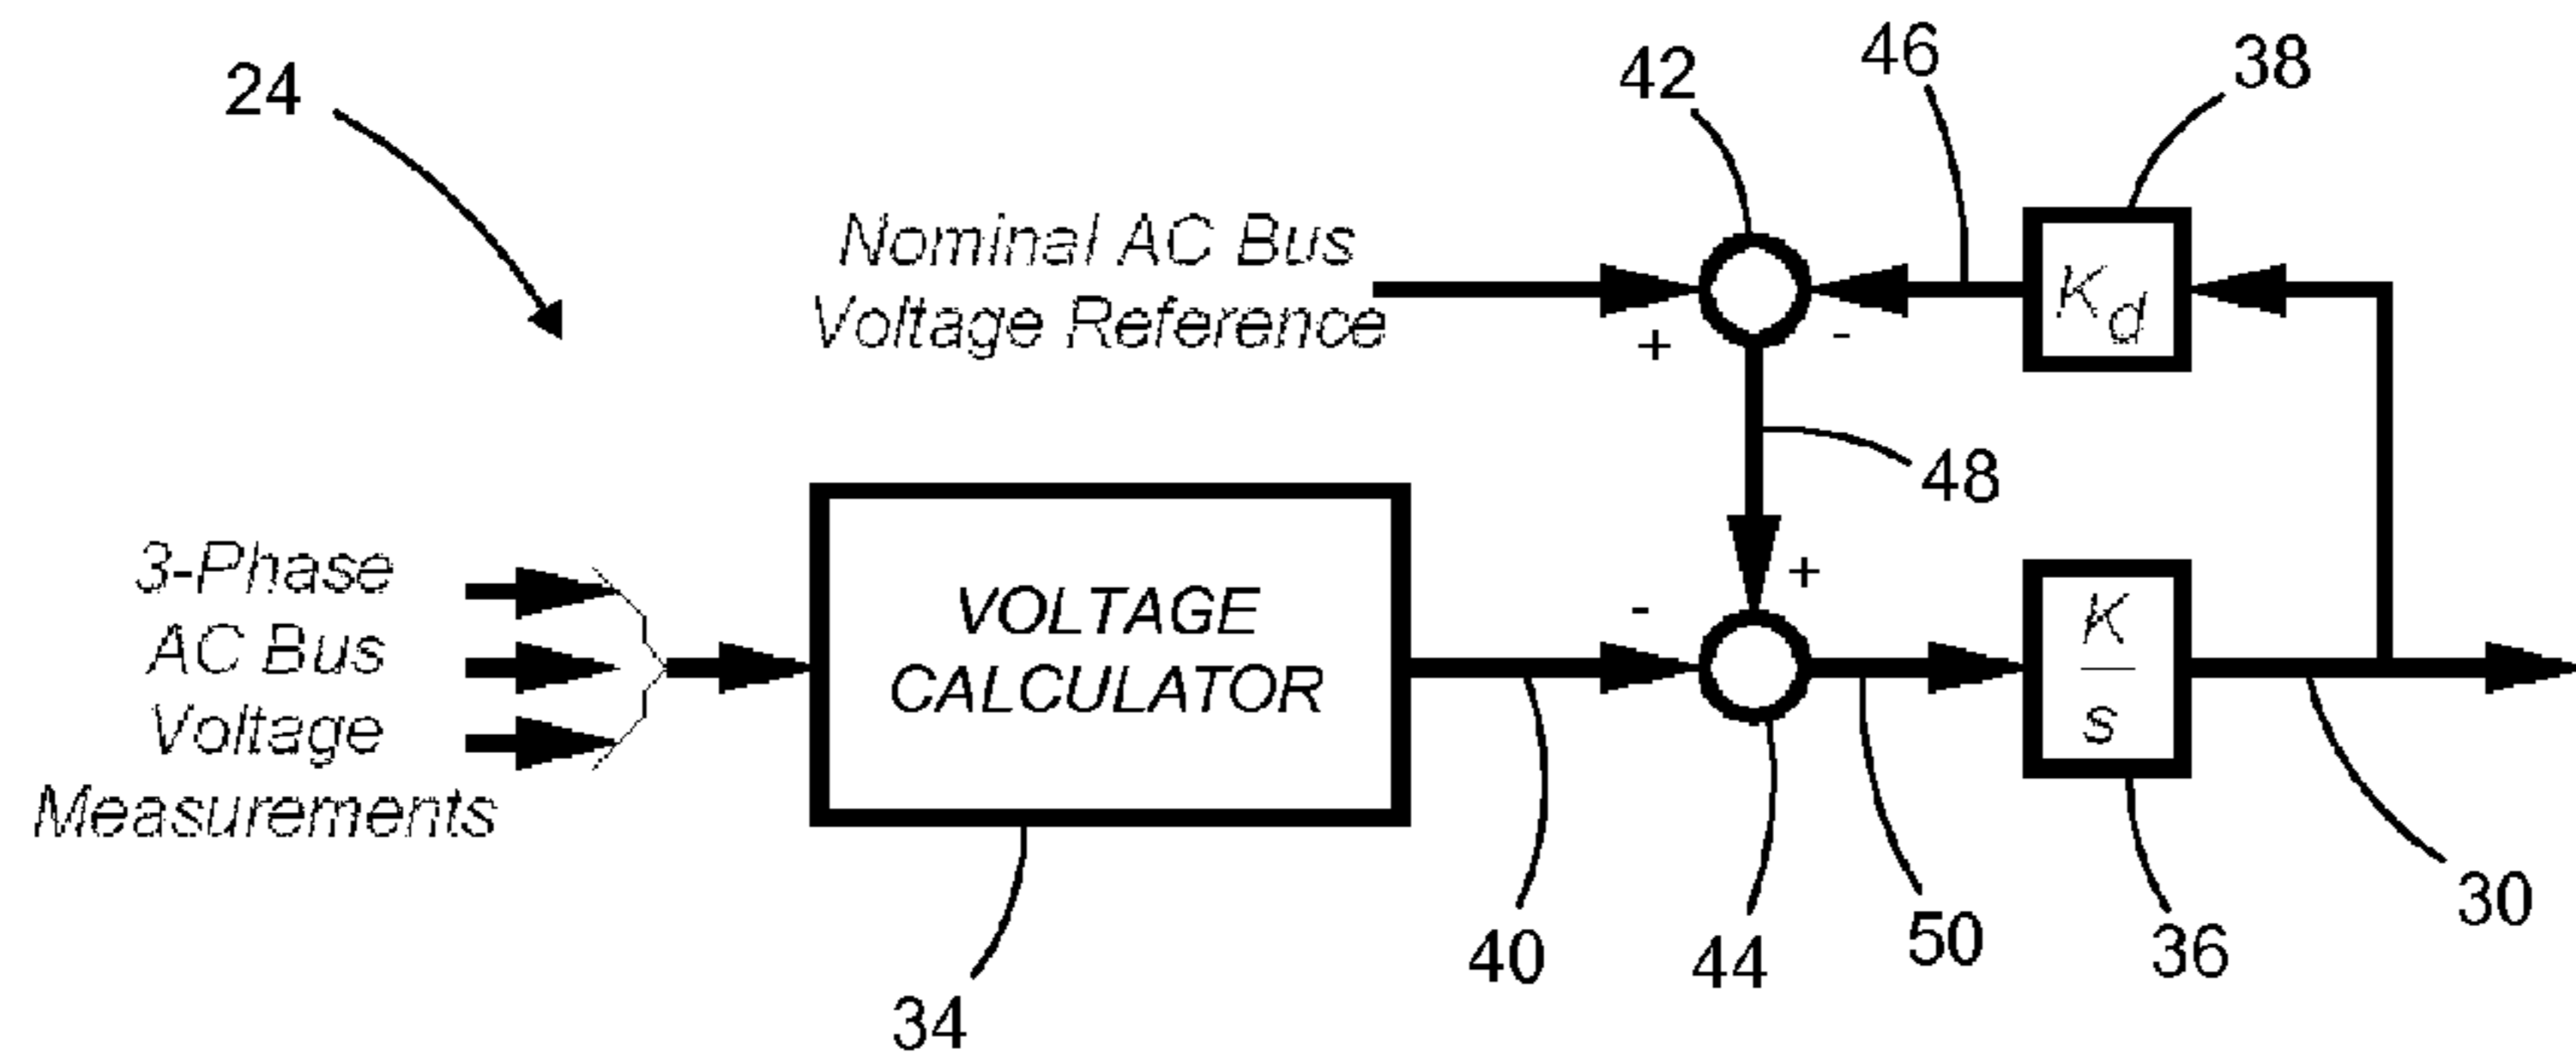 24
42
46
38
Nominal AC Bus
Voltage Reference
+
-
K_d
48
3-Phase
AC Bus
Voltage
Measurements
VOLTAGE
CALCULATOR
-
+
K
s
34
40
44
50
36
30